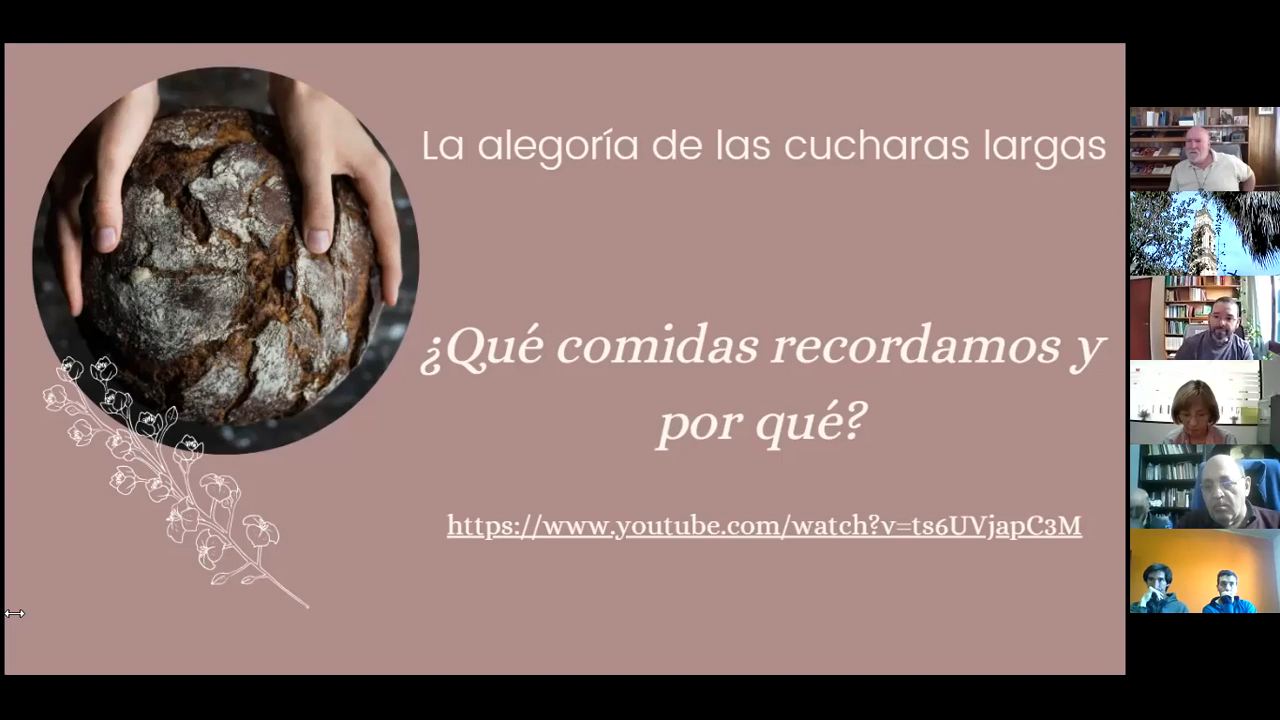 La alegoría de las cucharas largas
¿Qué comidas recordamos y
por qué?
https://www.youtube.com/watch?v=ts6UVjapC3M